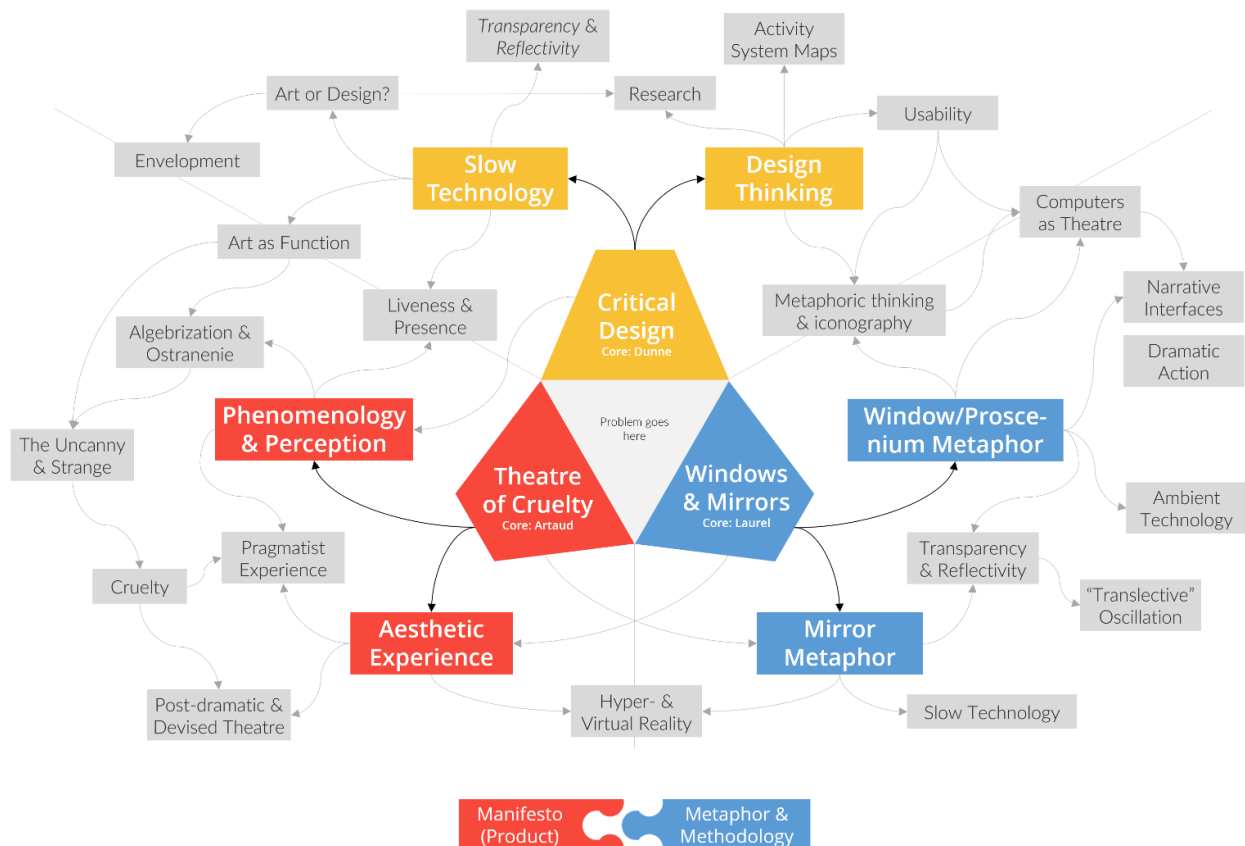 Transparency &
Reflectivity
Activity
System Maps
Art or Design?
Research
Usability
Envelopment
Slow
Technology
Design
Thinking
Computers
as Theatre
Art as Function
Narrative
Interfaces
Liveness &
Presence
Critical
Design
Core: Dunne
Metaphoric thinking
& iconography
Algebrization &
Ostranenie
Dramatic
Action
Phenomenology
& Perception
Problem goes
here
Window/Prosce-
nium Metaphor
The Uncanny
& Strange
Theatre
of Cruelty
Core: Artaud
Windows
& Mirrors
Core: Laurel
Ambient
Technology
Pragmatist
Experience
Transparency
& Reflectivity
Cruelty
“Translective”
Oscillation
Aesthetic
Experience
Mirror
Metaphor
Post-dramatic &
Devised Theatre
Hyper- &
Virtual Reality
Slow Technology
Manifesto
(Product)
Metaphor &
Methodology